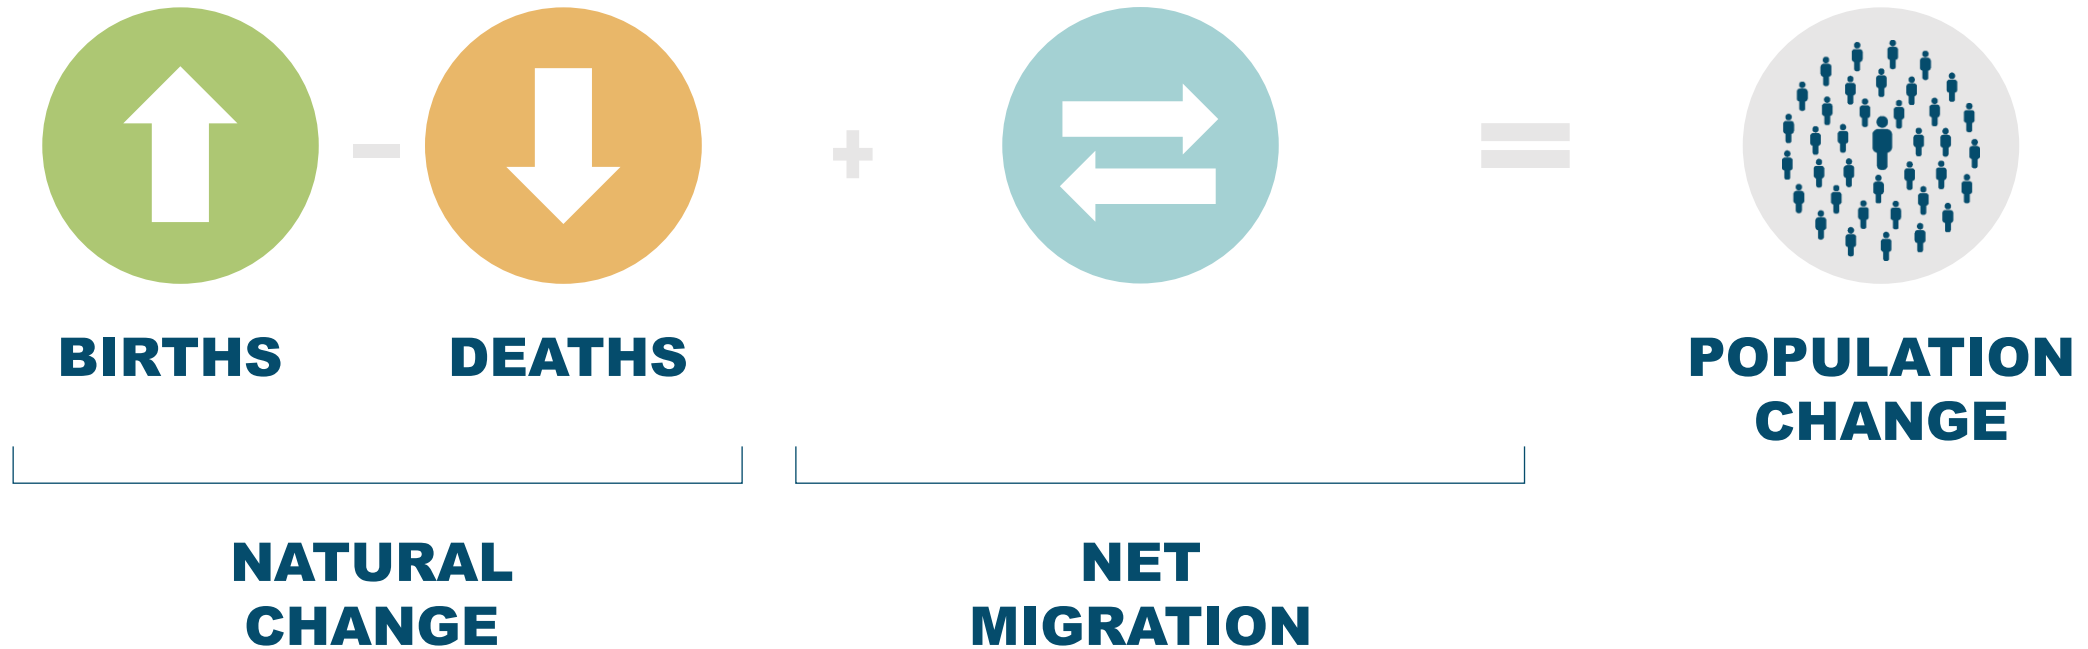 BIRTHS
DEATHS
POPULATION
CHANGE
NATURAL
CHANGE
NET
MIGRATION